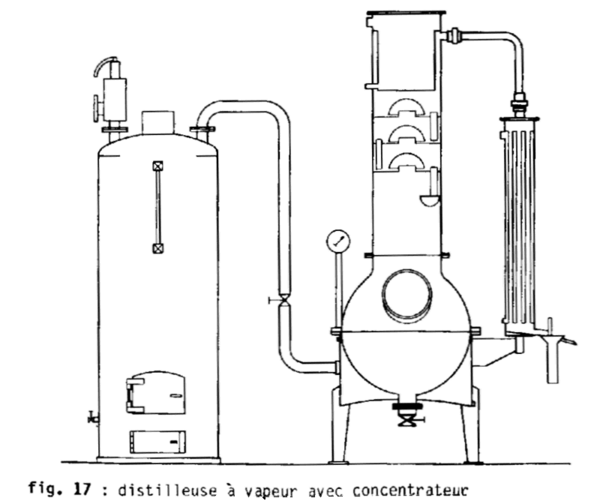 fig. 17 : distilleuse à vapeur avec concentrateur